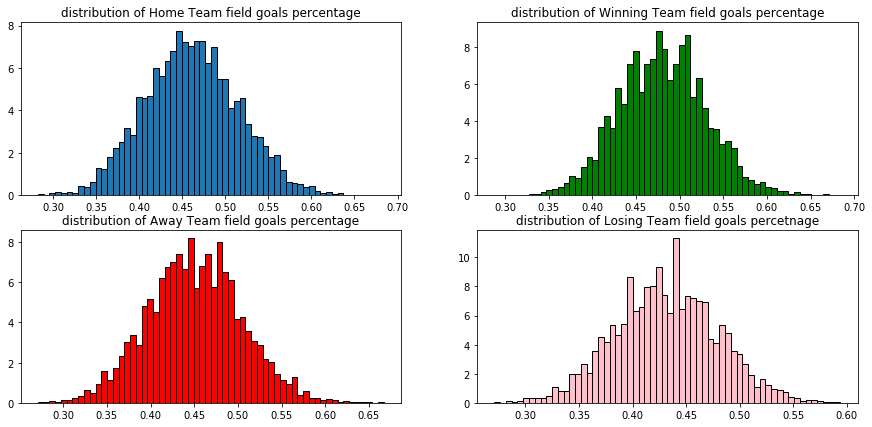 distribution of Home Team field goals percentage
8
6
4
2
0
0.30 0.35 0.40 0.45 0.50 0.55 0.60 0.65 0.70
distribution of Winning Team field goals percentage
8
6
4
2
0
0.30 0.35 0.40 0.45 0.50 0.55 0.60 0.65 0.70
distribution of Away Team field goals percentage
8
6
4
2
0
0.30 0.35 0.40 0.45 0.50 0.55 0.60 0.65
distribution of Losing Team field goals percetnage
10
8
6
4
2
0
0.30 0.35 0.40 0.45 0.50 0.55 0.60